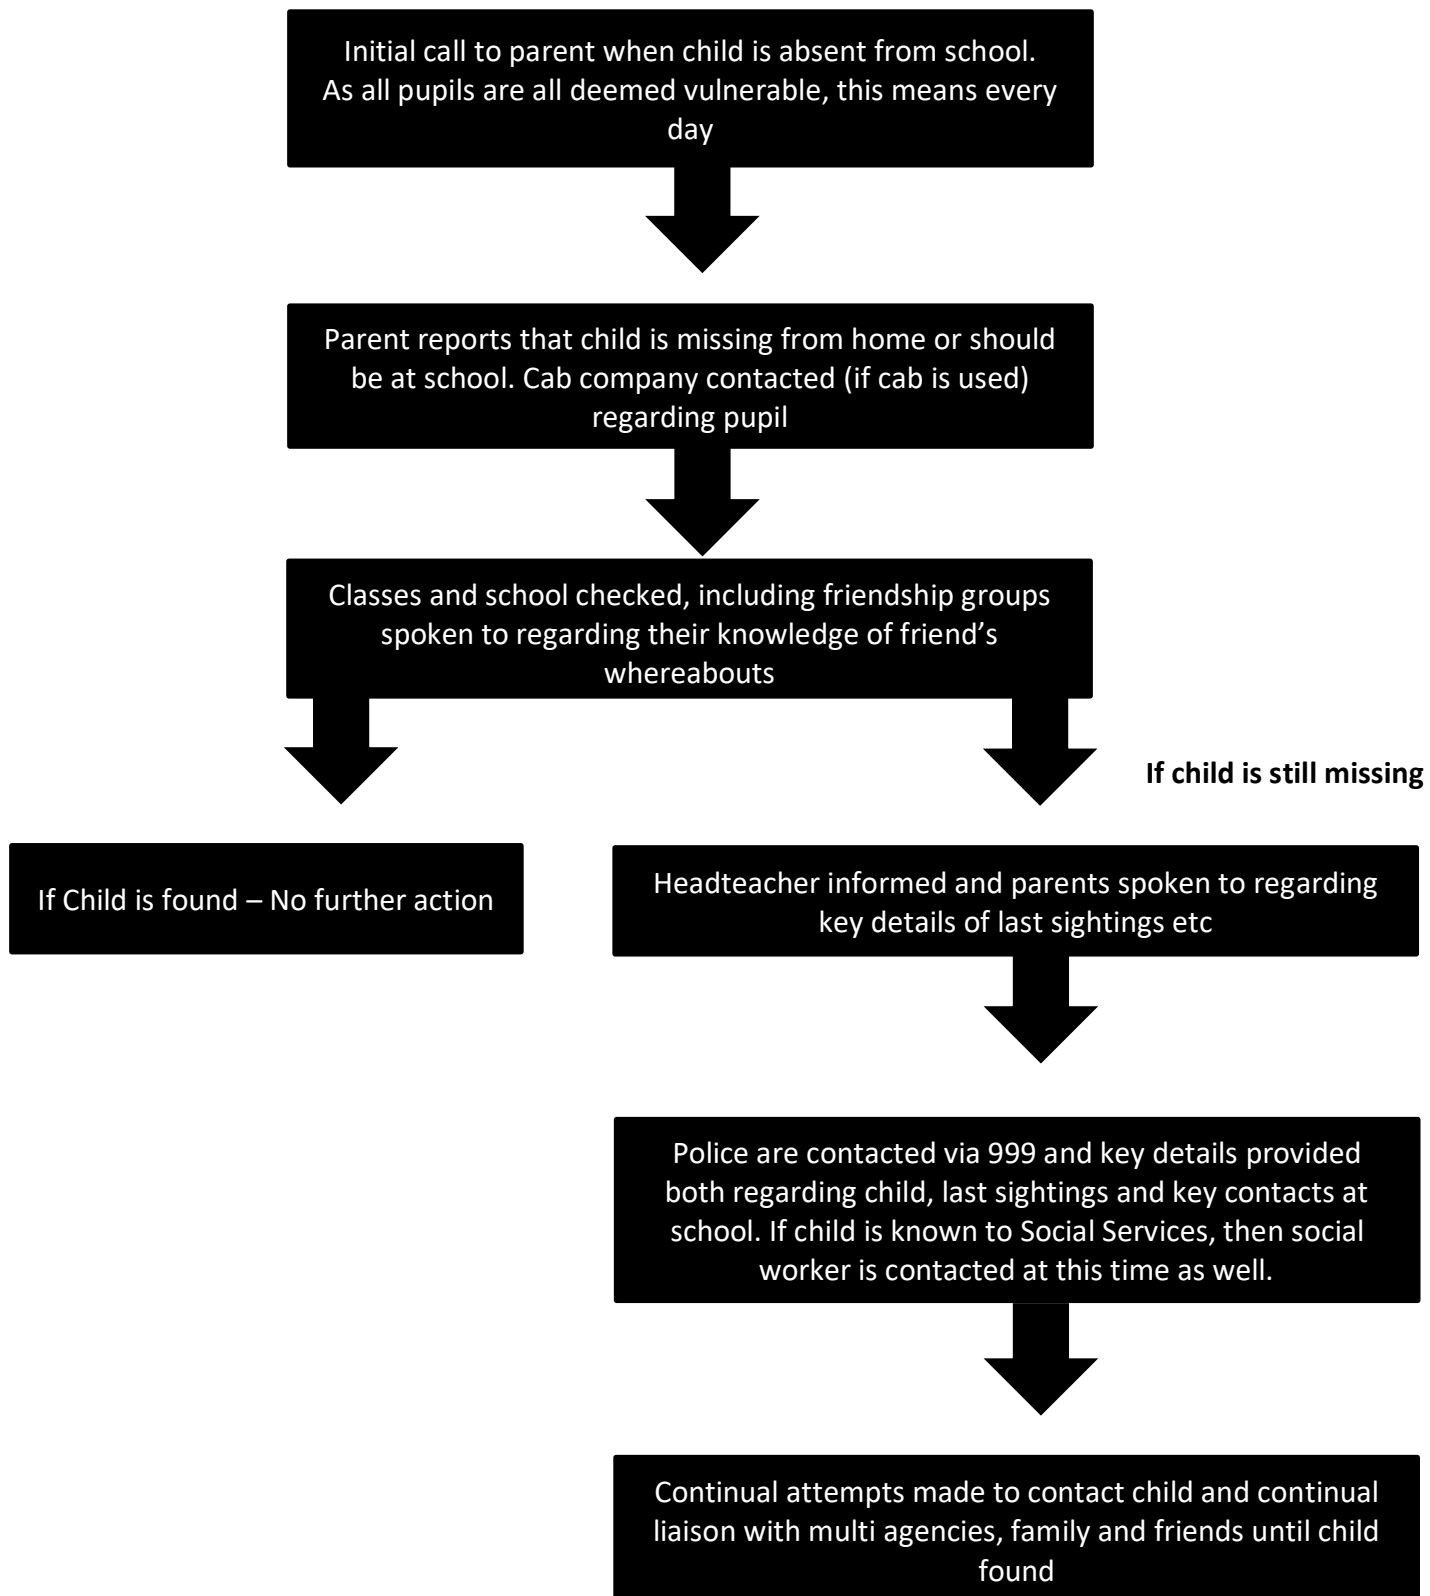 Initial call to parent when child is absent from school.
As all pupils are all deemed vulnerable, this means every
day
Parent reports that child is missing from home or should
be at school. Cab company contacted (if cab is used)
regarding pupil
Classes and school checked, including friendship groups
spoken to regarding their knowledge of friend’s
whereabouts
If child is still missing
If Child is found – No further action
Headteacher informed and parents spoken to regarding
key details of last sightings etc
Police are contacted via 999 and key details provided
both regarding child, last sightings and key contacts at
school. If child is known to Social Services, then social
worker is contacted at this time as well.
Continual attempts made to contact child and continual
liaison with multi agencies, family and friends until child
found